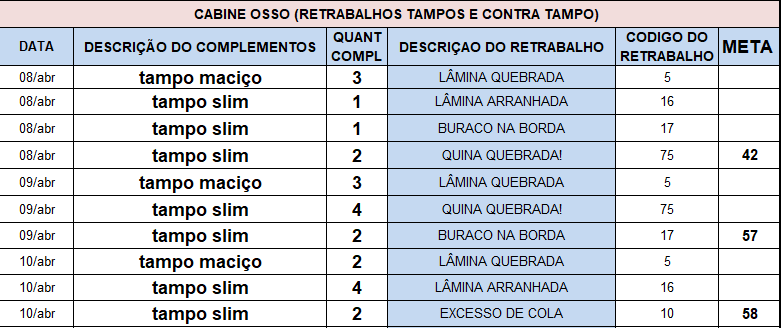 CABINE OSSO (RETRABALHOS TAMPOS E CONTRA TAMPO)
DATA DESCRIÇÃO DO COMPLEMENTOS QUANT COMPL DESCRIÇAO DO RETRABALHO CODIGO DO RETRABALHO META
08/abr tampo maciço 3 LÂMINA QUEBRADA 5
08/abr tampo slim 1 LÂMINA ARRANHADA 16
08/abr tampo slim 1 BURACO NA BORDA 17
08/abr tampo slim 2 QUINA QUEBRADA! 75 42
09/abr tampo maciço 3 LÂMINA QUEBRADA 5
09/abr tampo slim 4 QUINA QUEBRADA! 75
09/abr tampo slim 2 BURACO NA BORDA 17 57
10/abr tampo maciço 2 LÂMINA QUEBRADA 5
10/abr tampo slim 4 LÂMINA ARRANHADA 16
10/abr tampo slim 2 EXCESSO DE COLA 10 58